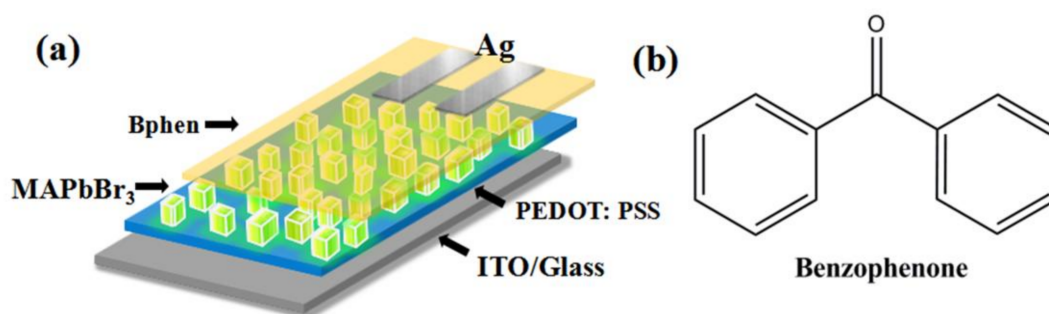 (a)
Ag
Bphen
MAPbBr₃
PEDOT: PSS
ITO/Glass
(b)
O
Benzophenone